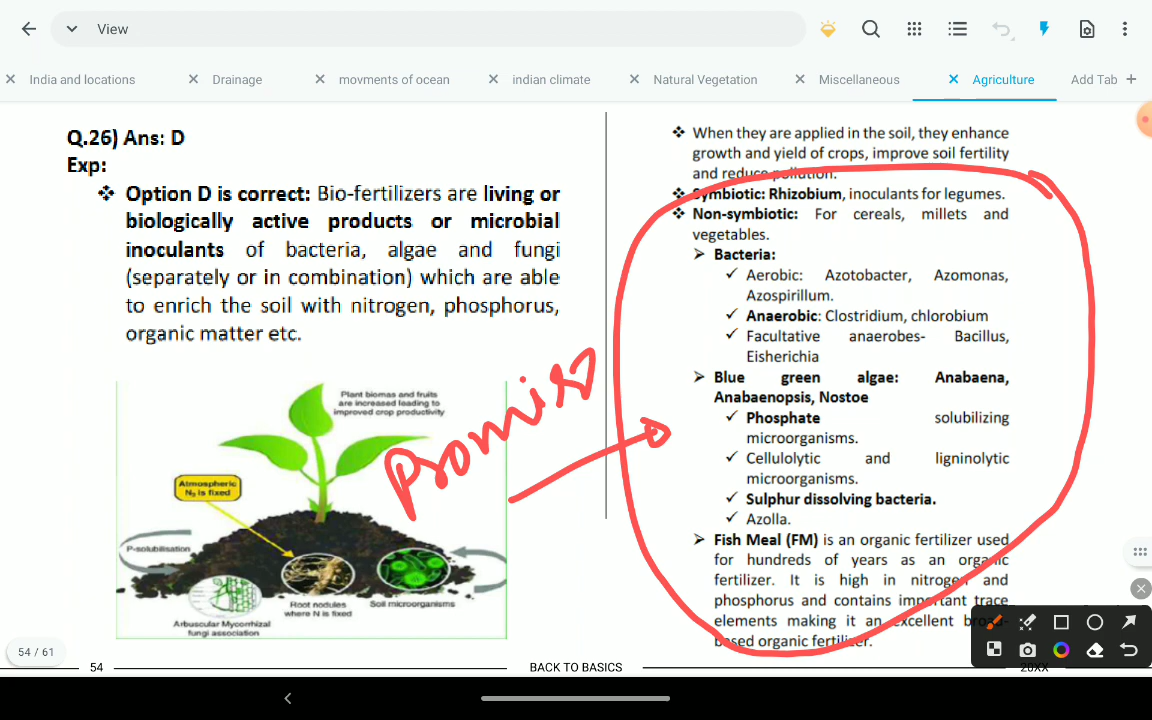 View
India and locations
Drainage
movments of ocean
indian climate
Natural Vegetation
Miscellaneous
Agriculture
Add Tab
Q.26) Ans: D
Exp:
❖ Option D is correct: Bio-fertilizers are living or
biologically active products or microbial
inoculants of bacteria, algae and fungi
(separately or in combination) which are able
to enrich the soil with nitrogen, phosphorus,
organic matter etc.
Plant biomas and fruits
are increased leading to
improved crop productivity
Atmospheric
N₂ is fixed
P-solubilisation
Root nodules
where N is fixed
Soil microorganisms
Arbuscular Mycorrhizal
fungi association
promise
❖ When they are applied in the soil, they enhance
growth and yield of crops, improve soil fertility
and reduce pollution.
❖ Symbiotic: Rhizobium, inoculants for legumes.
❖ Non-symbiotic: For cereals, millets and
vegetables.
➢ Bacteria:
✓ Aerobic: Azotobacter, Azomonas,
Azospirillum.
✓ Anaerobic: Clostridium, chlorobium
✓ Facultative anaerobes- Bacillus,
Eisherichia
➢ Blue green algae: Anabaena,
Anabaenopsis, Nostoe
✓ Phosphate solubilizing
microorganisms.
✓ Cellulolytic and ligninolytic
microorganisms.
✓ Sulphur dissolving bacteria.
✓ Azolla.
➢ Fish Meal (FM) is an organic fertilizer used
for hundreds of years as an organic
fertilizer. It is high in nitrogen and
phosphorus and contains important trace
elements making it an excellent broad-
based organic fertilizer.
54 / 61
54
BACK TO BASICS
20XX